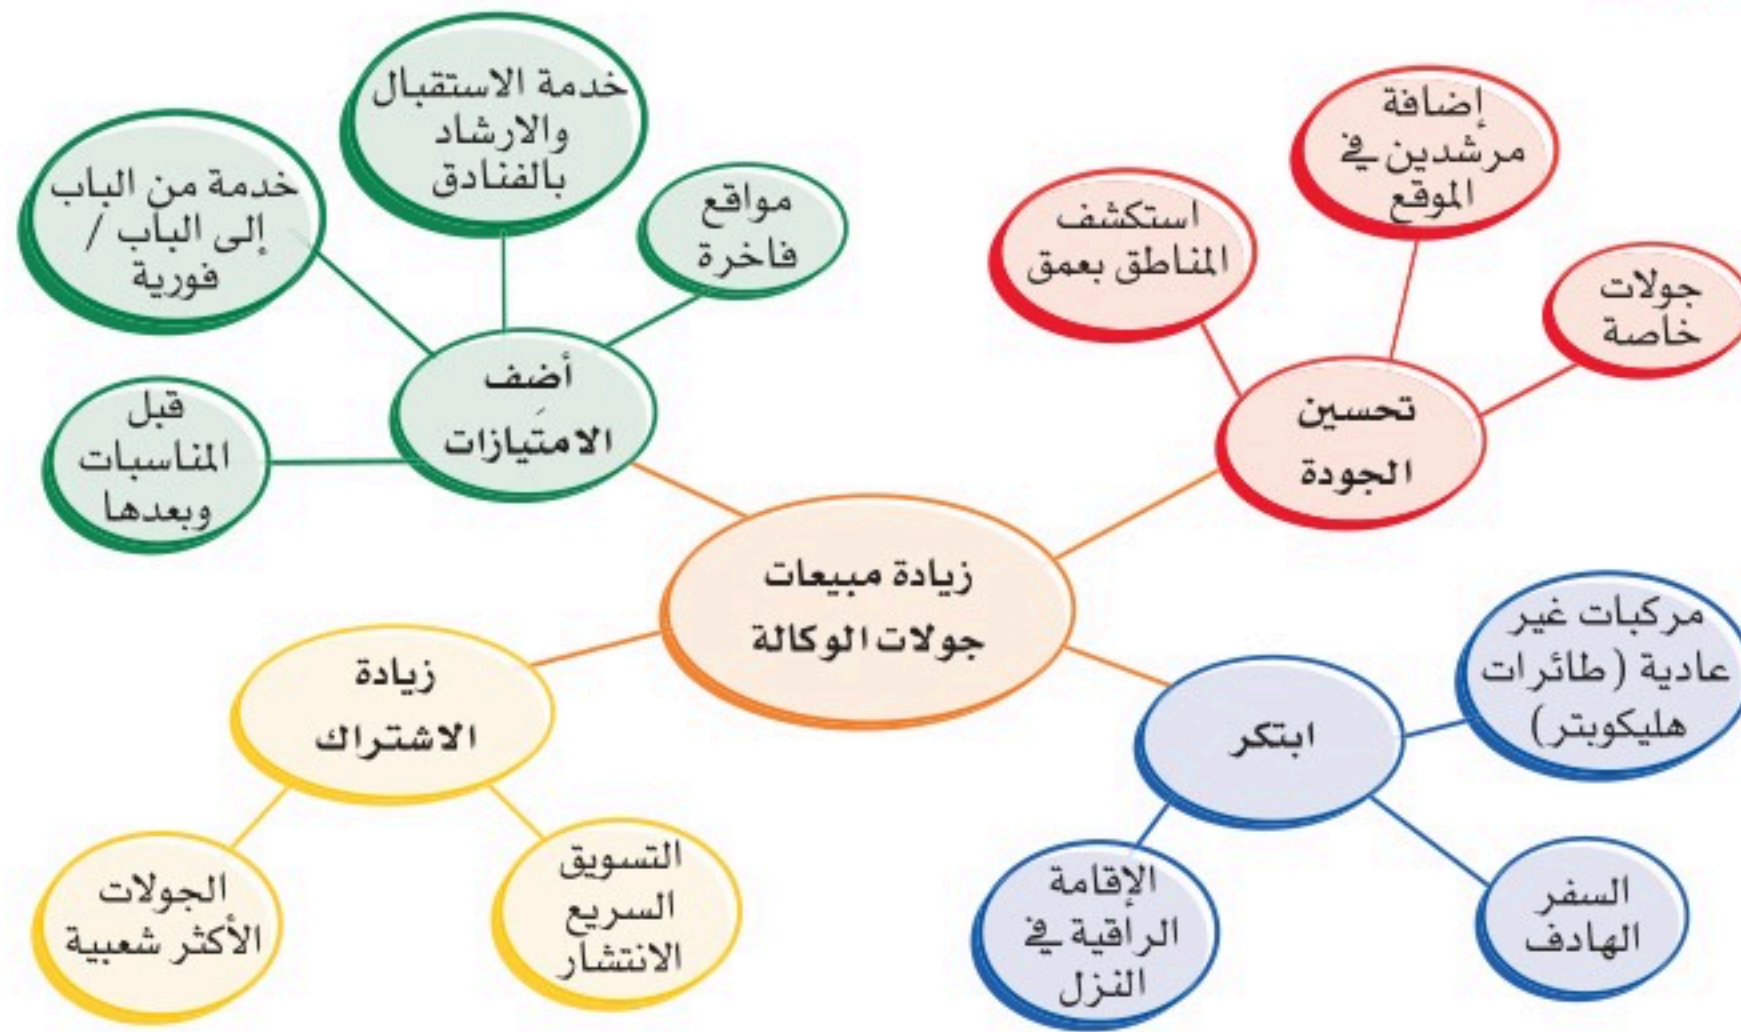 زيادة مبيعات
جولات الوكالة
تحسين
الجودة
استكشف
المناطق بعمق
إضافة
مرشدين في
الموقع
جولات
خاصة
أضف
الامتيازات
مواقع
فاخرة
خدمة الاستقبال
والارشاد
بالفنادق
خدمة من الباب
إلى الباب /
فورية
قبل
المناسبات
وبعدها
ابتكر
مركبات غير
عادية (طائرات
هليكوبتر)
السفر
الهادف
الإقامة
الراقية في
النزل
زيادة
الاشتراك
التسويق
السريع
الانتشار
الجولات
الأكثر شعبية